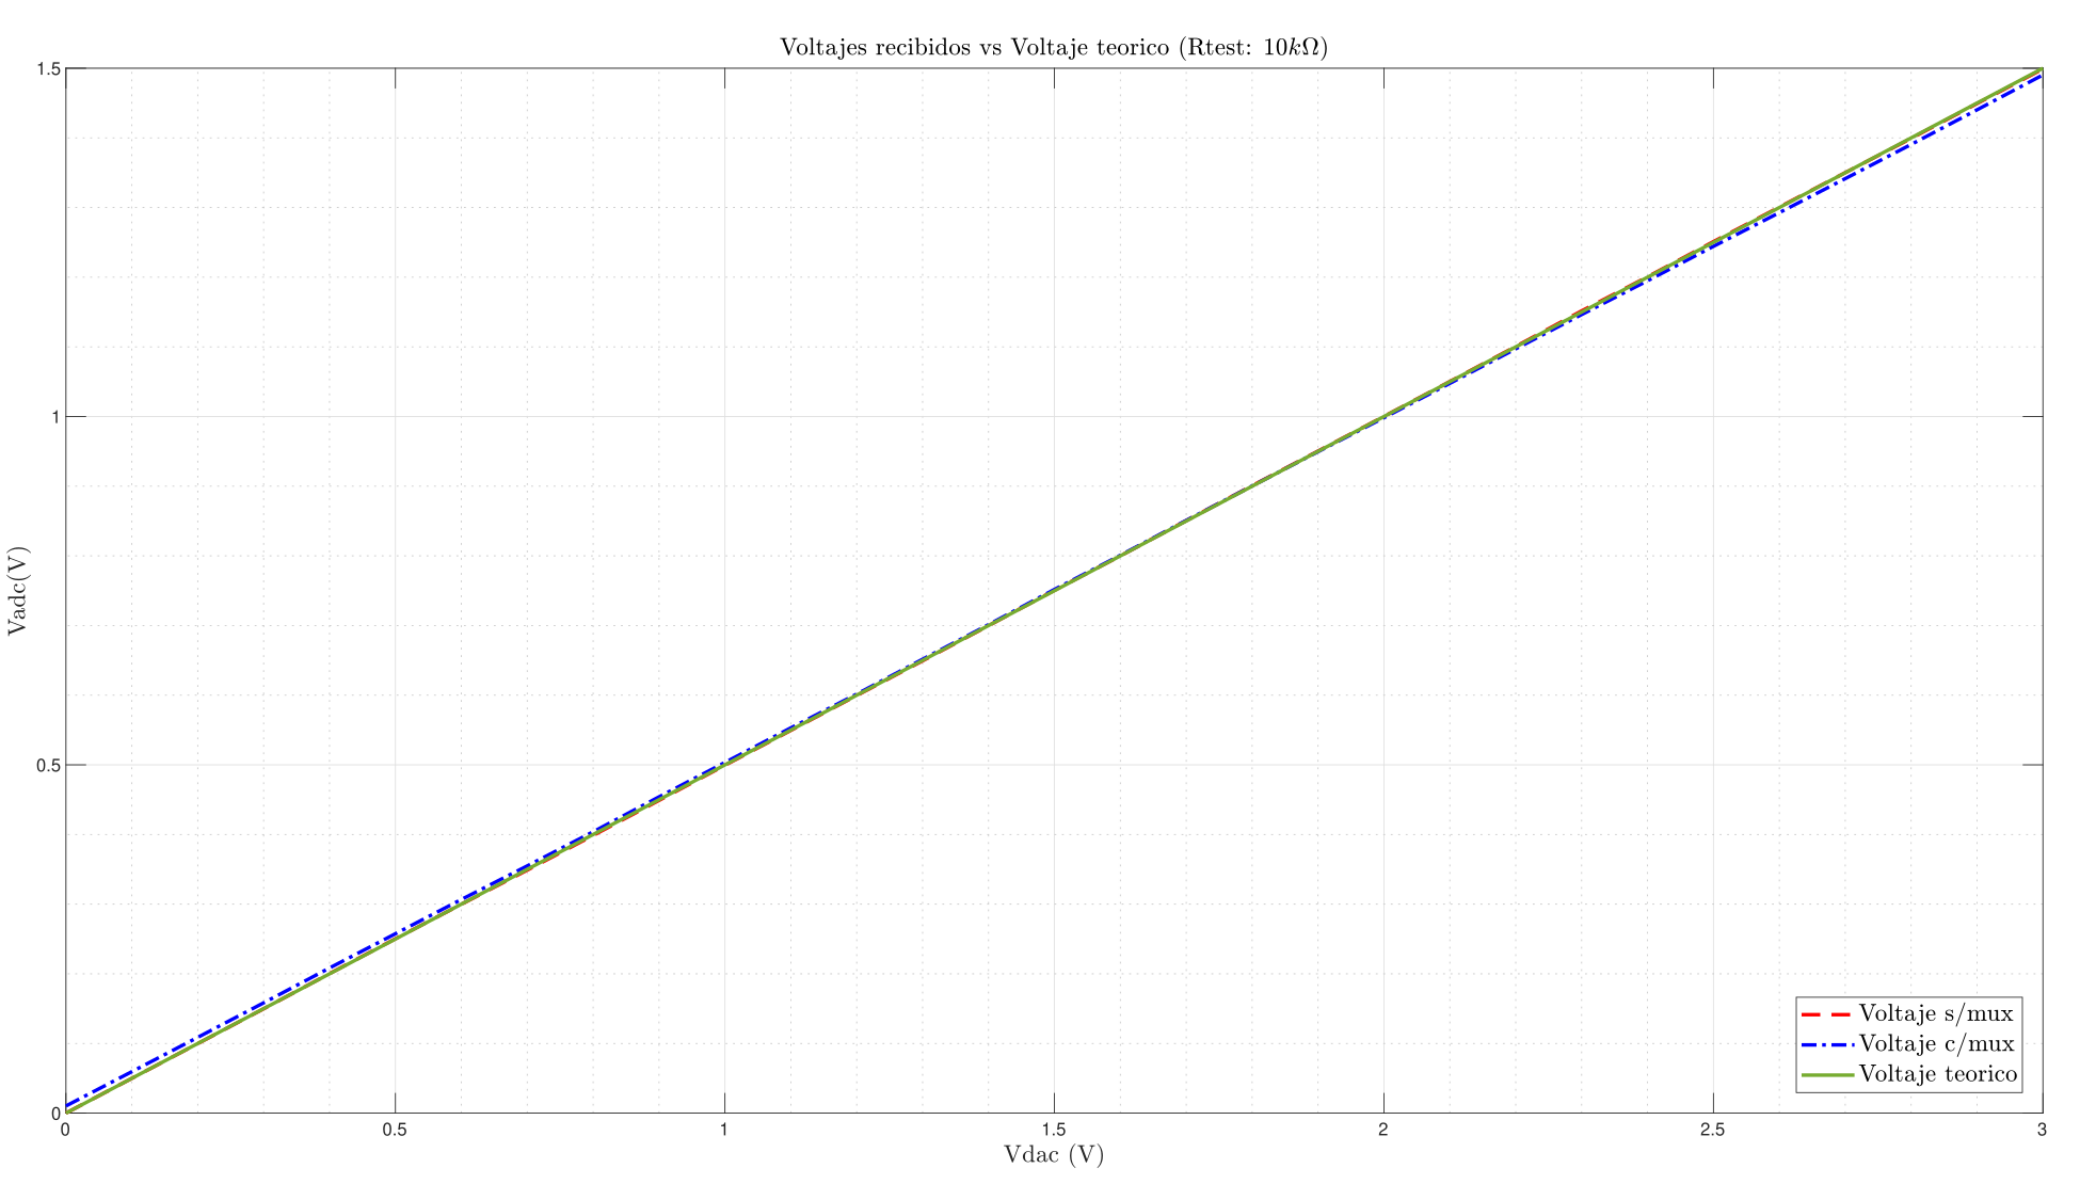 Voltajes recibidos vs Voltaje teorico (Rtest: 10kΩ)
1.5
1
0.5
0
Vadc(V)
0 0.5 1 1.5 2 2.5 3
Vdac (V)
Voltaje s/mux
Voltaje c/mux
Voltaje teorico